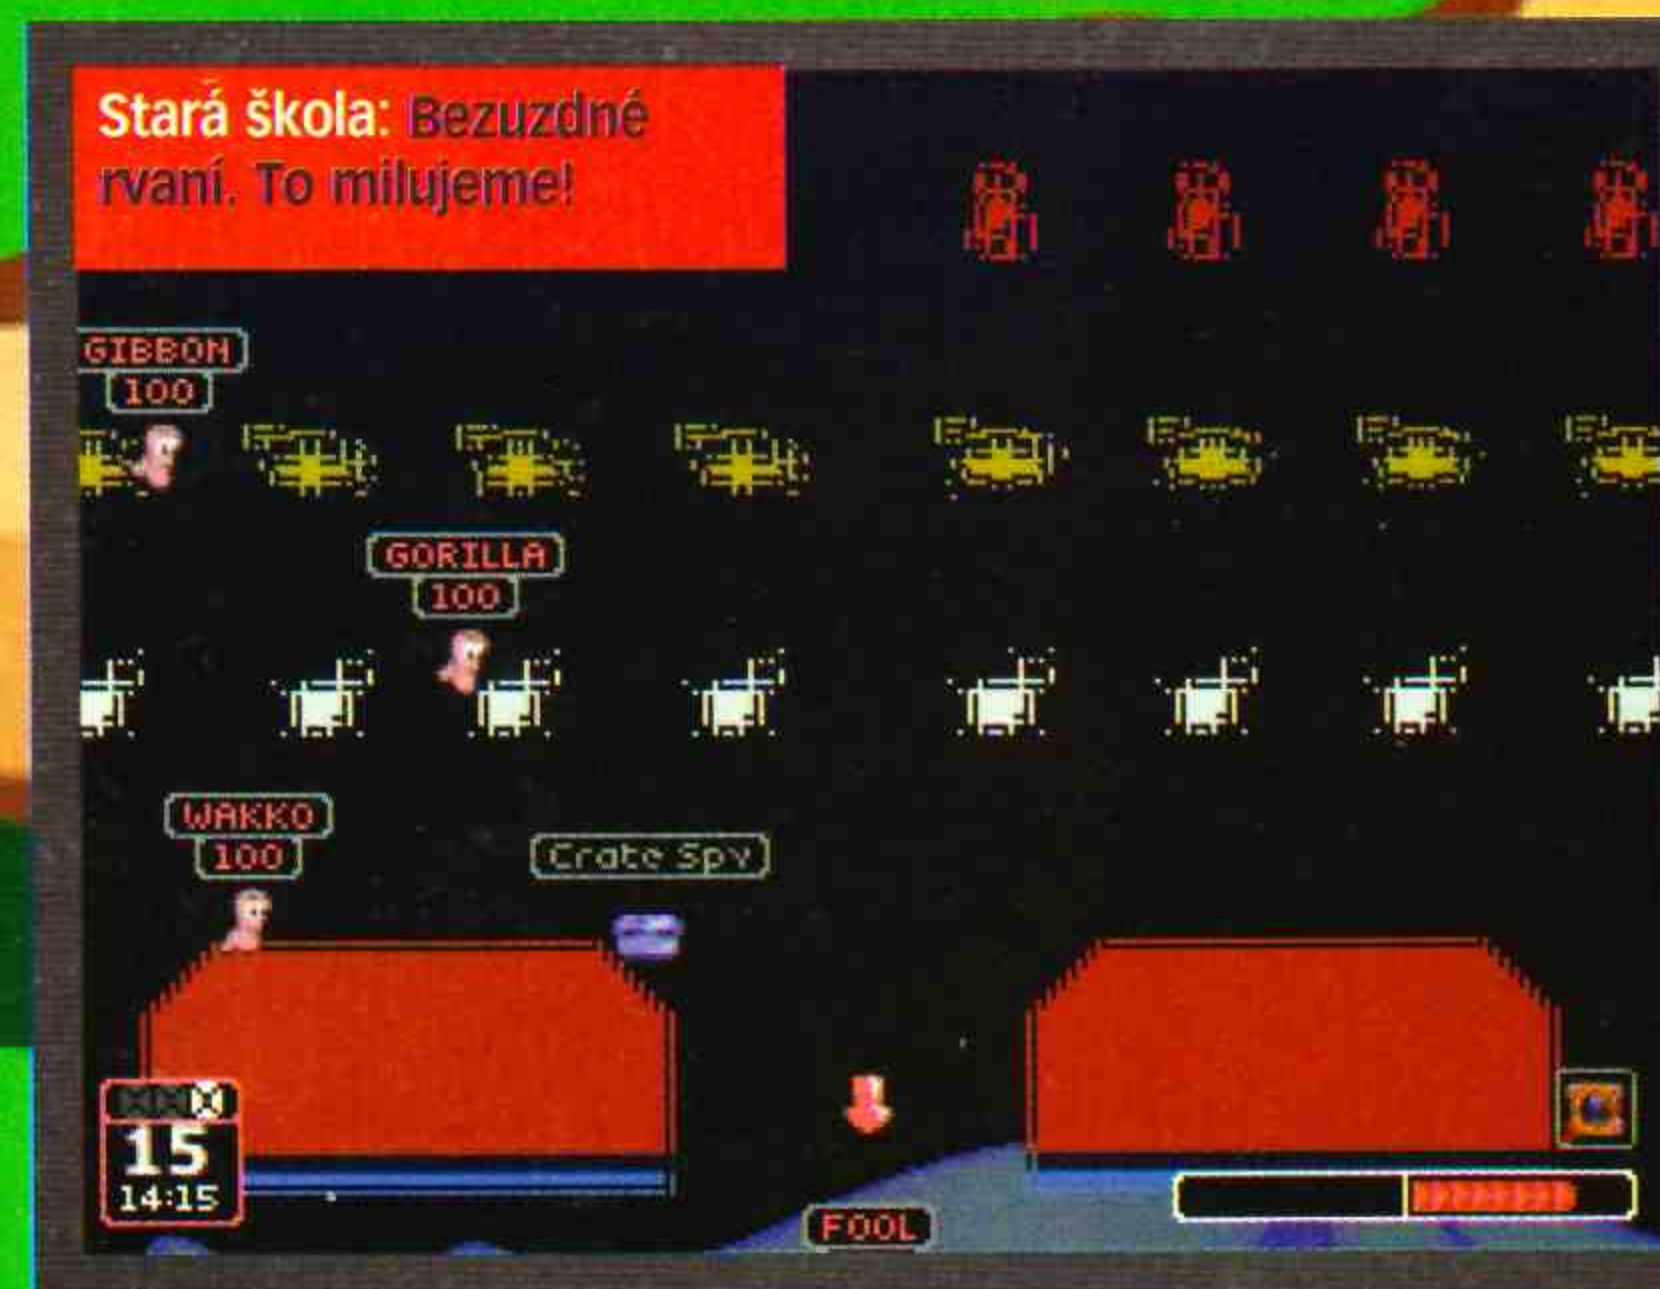 Stará škola: Bezuzdné
rvaní. To milujeme!
GIBBON
100
GORILLA
100
WAKKO
100
Crate Spy
15
14:15
FOOL